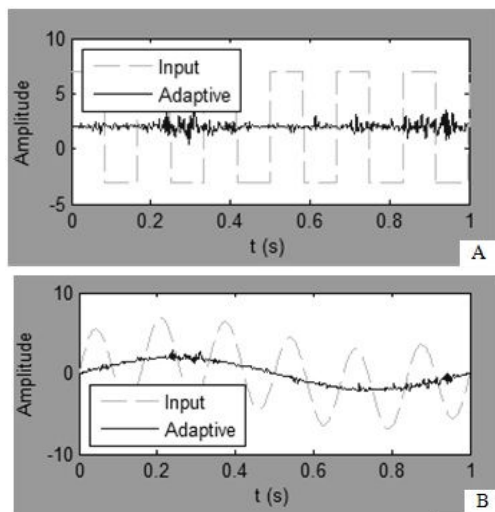 10
5
0
-5
Amplitude
Input
Adaptive
0 0.2 0.4 0.6 0.8 1
t (s)
A
10
0
-10
Amplitude
Input
Adaptive
0 0.2 0.4 0.6 0.8 1
t (s)
B